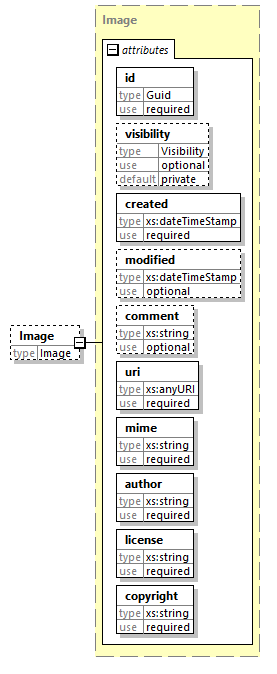 Image
attributes
id
type Guid
use required
visibility
type Visibility
use optional
default private
created
type xs:dateTimeStamp
use required
modified
type xs:dateTimeStamp
use optional
comment
type xs:string
use optional
Image
type Image
uri
type xs:anyURI
use required
mime
type xs:string
use required
author
type xs:string
use required
license
type xs:string
use required
copyright
type xs:string
use required